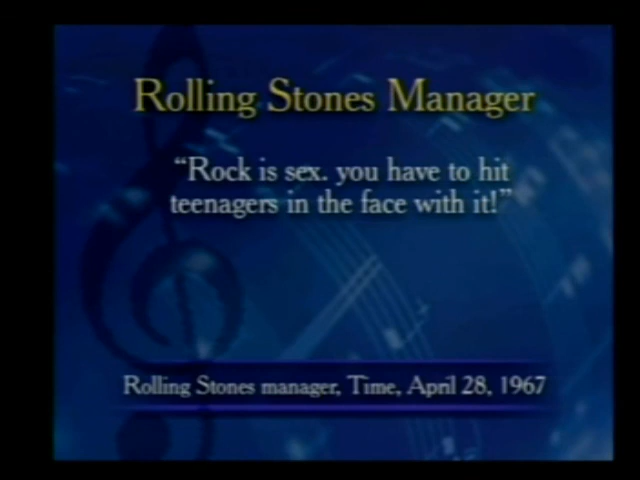 Rolling Stones Manager
“Rock is sex. you have to hit
teenagers in the face with it!”
Rolling Stones manager, Time, April 28, 1967